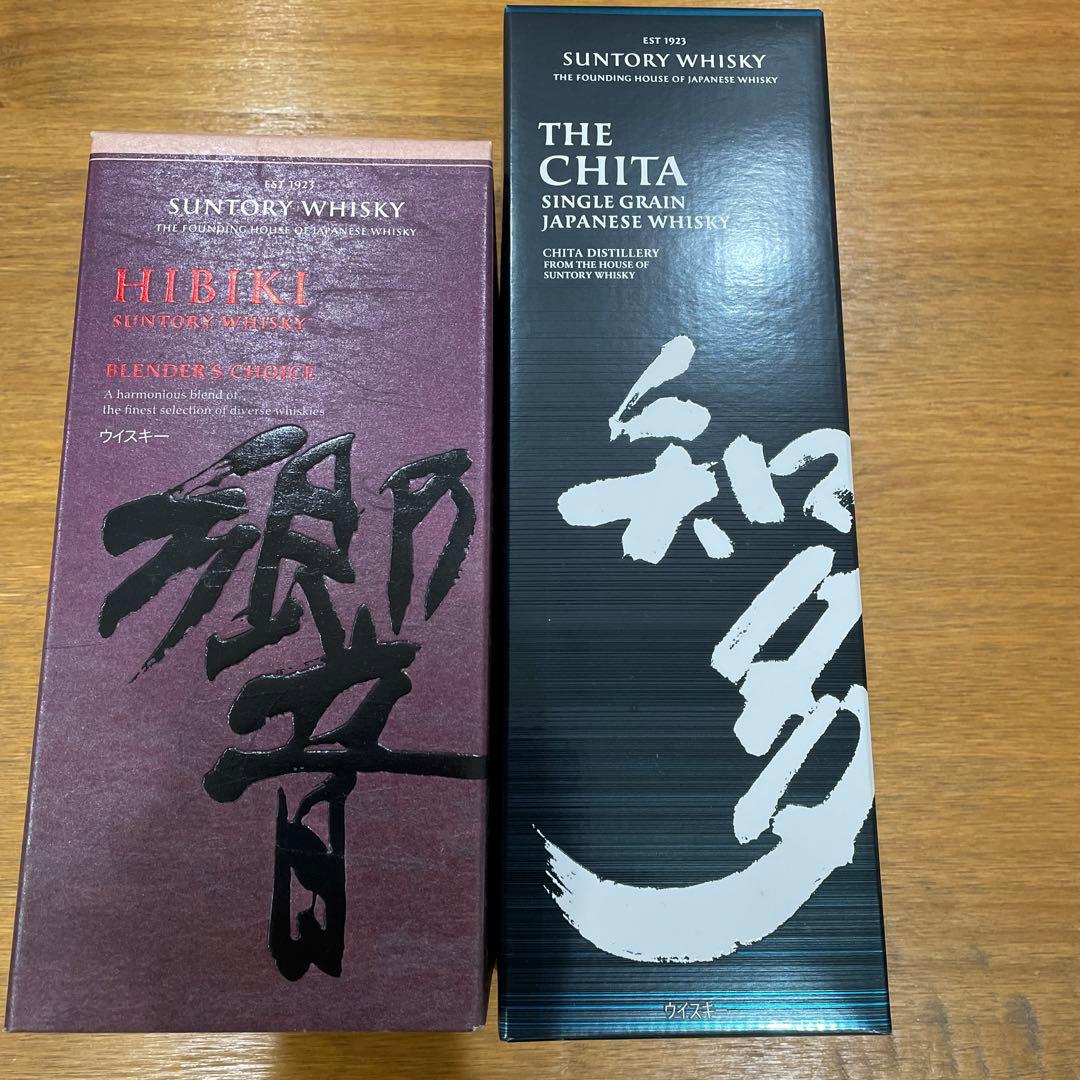 EST 1923
SUNTORY WHISKY
THE FOUNDING HOUSE OF JAPANESE WHISKY
HIBIKI
SUNTORY WHISKY
BLENDER'S CHOICE
A harmonious blend of
the finest selection of diverse whiskies
ウイスキー
響
EST 1923
SUNTORY WHISKY
THE FOUNDING HOUSE OF JAPANESE WHISKY
THE
CHITA
SINGLE GRAIN
JAPANESE WHISKY
CHITA DISTILLERY
FROM THE HOUSE OF
SUNTORY WHISKY
知
多
ウイスキー